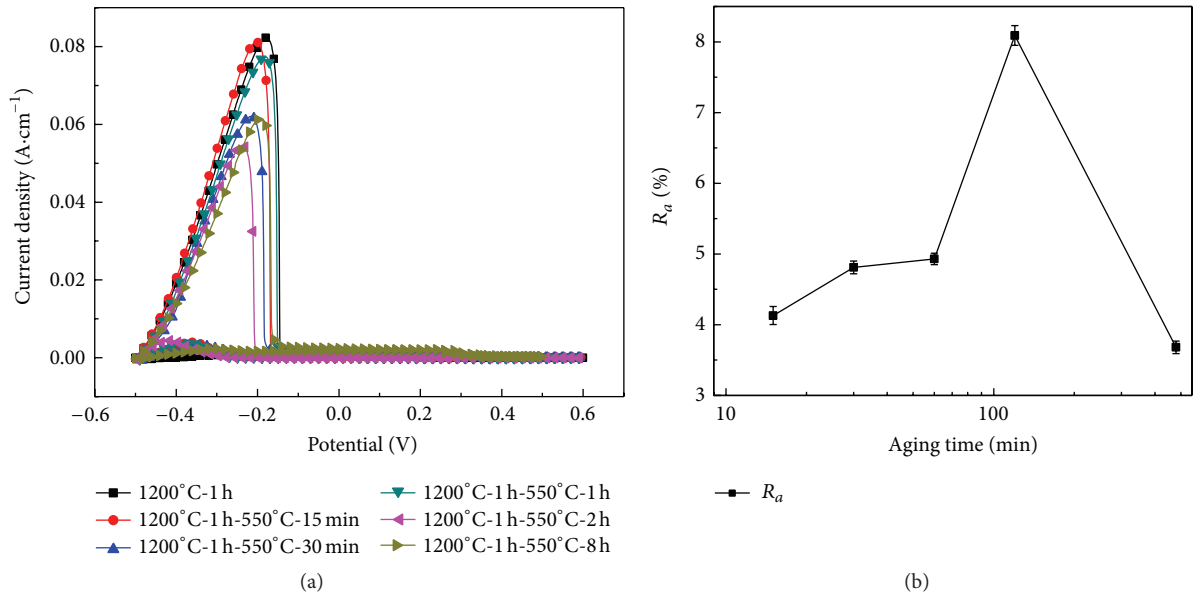 0.08
0.06
0.04
0.02
0.00
Current density (A·cm−1)
−0.6
−0.4
−0.2
0.0
0.2
0.4
0.6
Potential (V)
1200°C-1 h
1200°C-1 h-550°C-15 min
1200°C-1 h-550°C-30 min
1200°C-1 h-550°C-1 h
1200°C-1 h-550°C-2 h
1200°C-1 h-550°C-8 h
(a)
8
7
6
5
4
3
Ra (%)
10
100
Aging time (min)
Ra
(b)